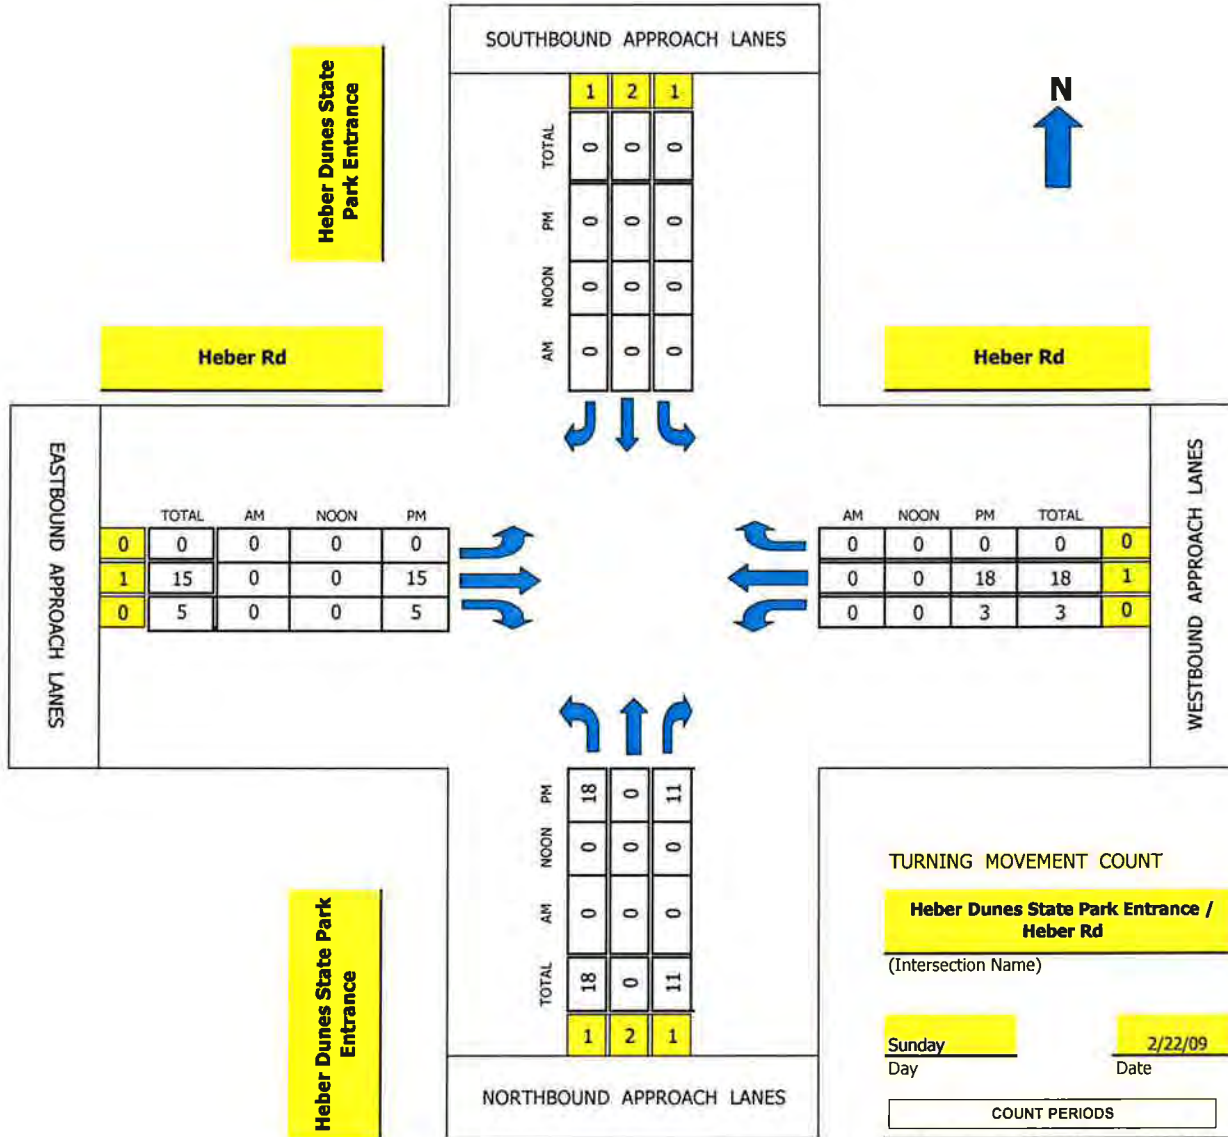 SOUTHBOUND APPROACH LANES
Heber Dunes State
Park Entrance
N
1 2 1
TOTAL 0 0 0
PM 0 0 0
NOON 0 0 0
AM 0 0 0
Heber Rd
Heber Rd
EASTBOUND APPROACH LANES
TOTAL AM NOON PM
0 0 0 0 0
1 15 0 0 15
0 5 0 0 5
AM NOON PM TOTAL
0 0 0 0 0
0 0 18 18 1
0 0 3 3 0
WESTBOUND APPROACH LANES
PM 18 0 11
NOON 0 0 0
AM 0 0 0
TOTAL 18 0 11
1 2 1
NORTHBOUND APPROACH LANES
Heber Dunes State Park
Entrance
TURNING MOVEMENT COUNT
Heber Dunes State Park Entrance /
Heber Rd
(Intersection Name)
Sunday 2/22/09
Day Date
COUNT PERIODS